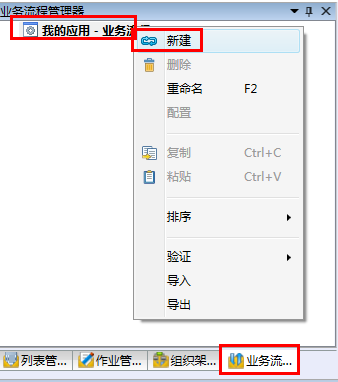 业务流程管理器
我的应用 - 业务流程
新建
删除
重命名 F2
配置
复制 Ctrl+C
粘贴 Ctrl+V
排序
验证
导入
导出
列表管... 作业管... 组织架... 业务流...